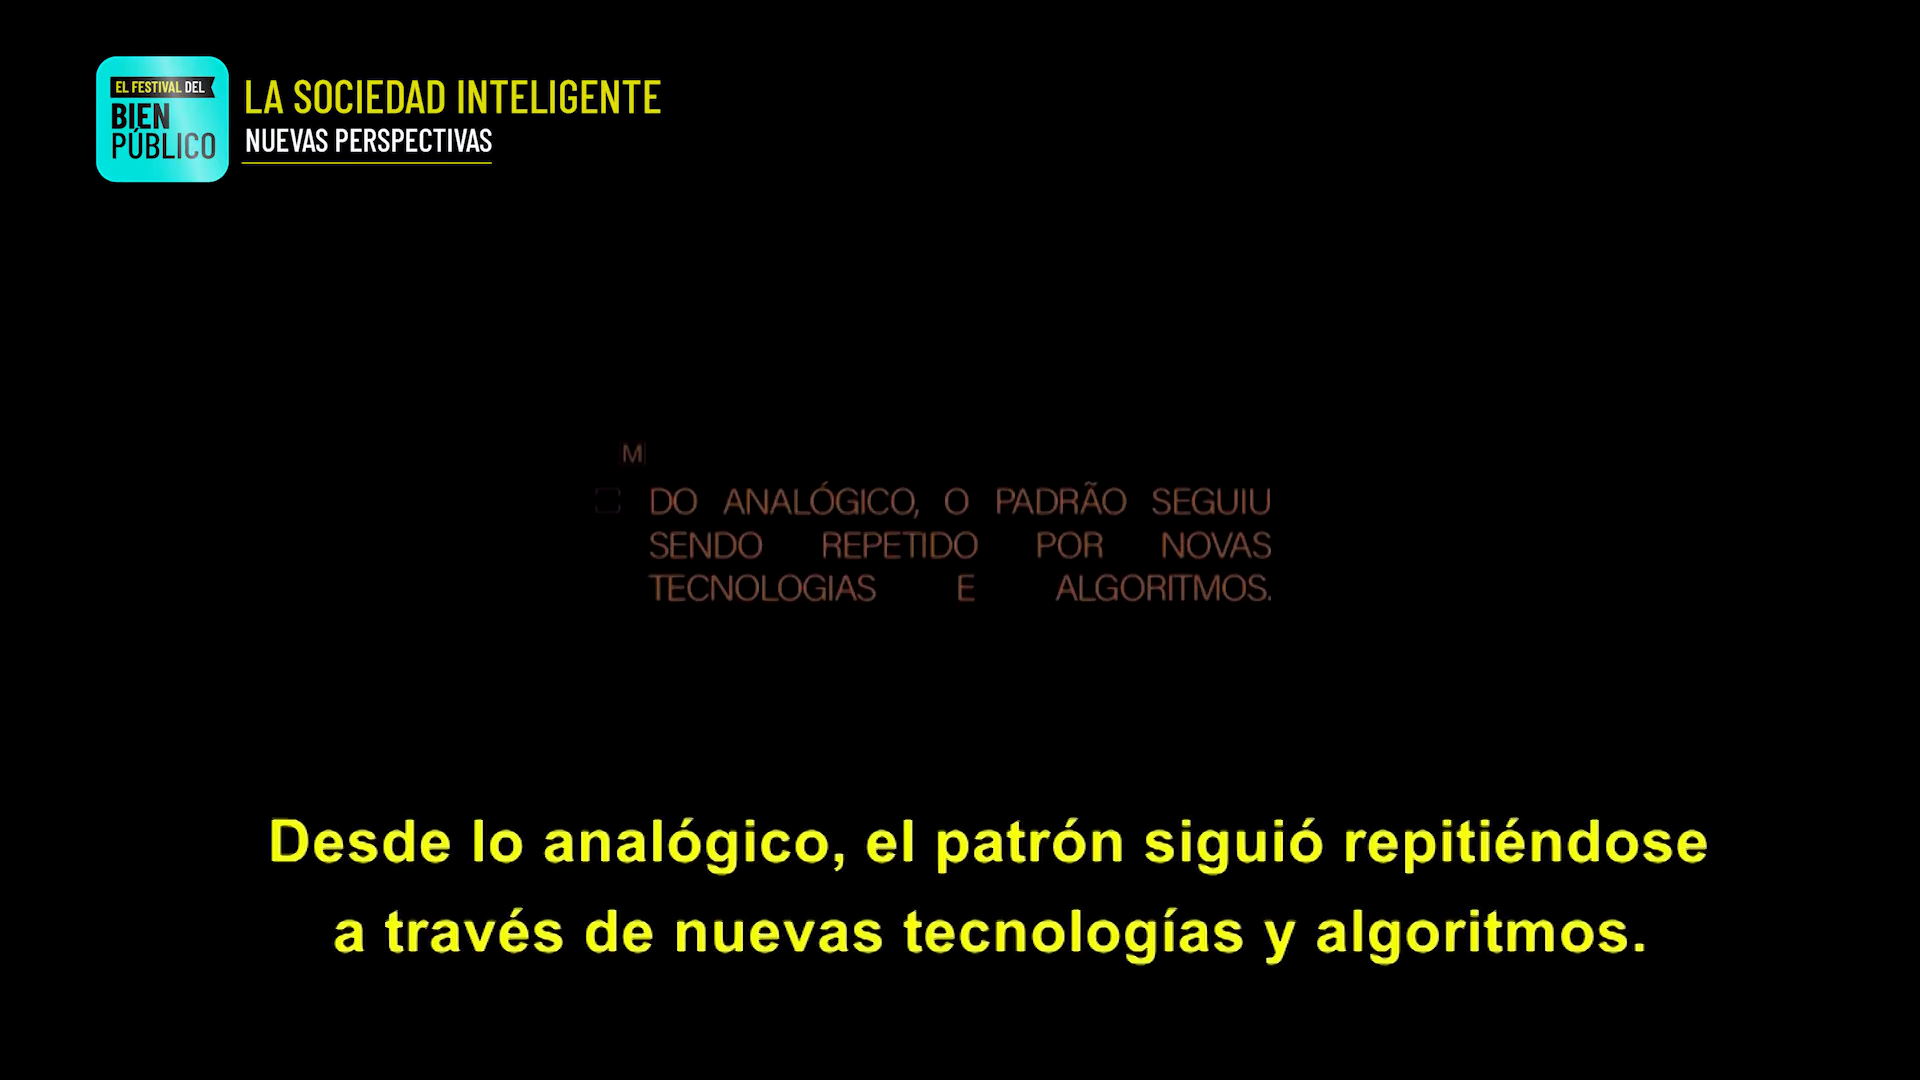 EL FESTIVAL DEL
BIEN
PÚBLICO
LA SOCIEDAD INTELIGENTE
NUEVAS PERSPECTIVAS
M
DO ANALÓGICO, O PADRÃO SEGUIU
SENDO REPETIDO POR NOVAS
TECNOLOGIAS E ALGORITMOS.
Desde lo analógico, el patrón siguió repitiéndose
a través de nuevas tecnologías y algoritmos.